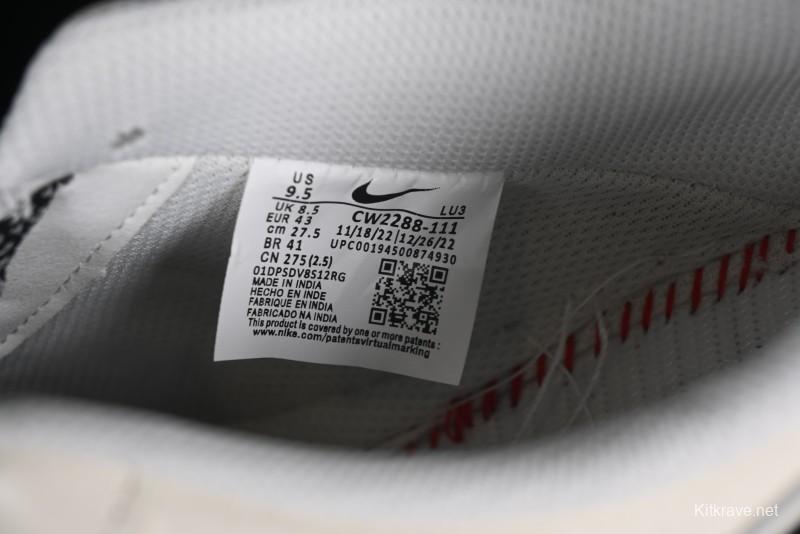 US
9.5
UK 8.5
EUR 43
cm 27.5
BR 41
CN 275(2.5)
01DPSDV8S12RG
MADE IN INDIA
HECHO EN INDE
FABRIQUE EN INDIA
FABRICADO NA INDIA
This product is covered by one or more patents :
www.nike.com/patentsvirtualmarking
LU3
CW2288-111
11/18/22|12/26/22
UPC00194500874930
Kitkrave.net